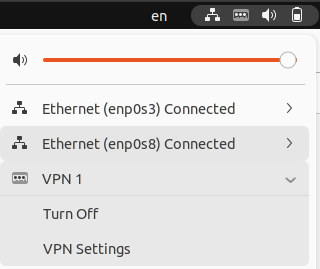 en
Ethernet (enp0s3) Connected
Ethernet (enp0s8) Connected
VPN 1
Turn Off
VPN Settings